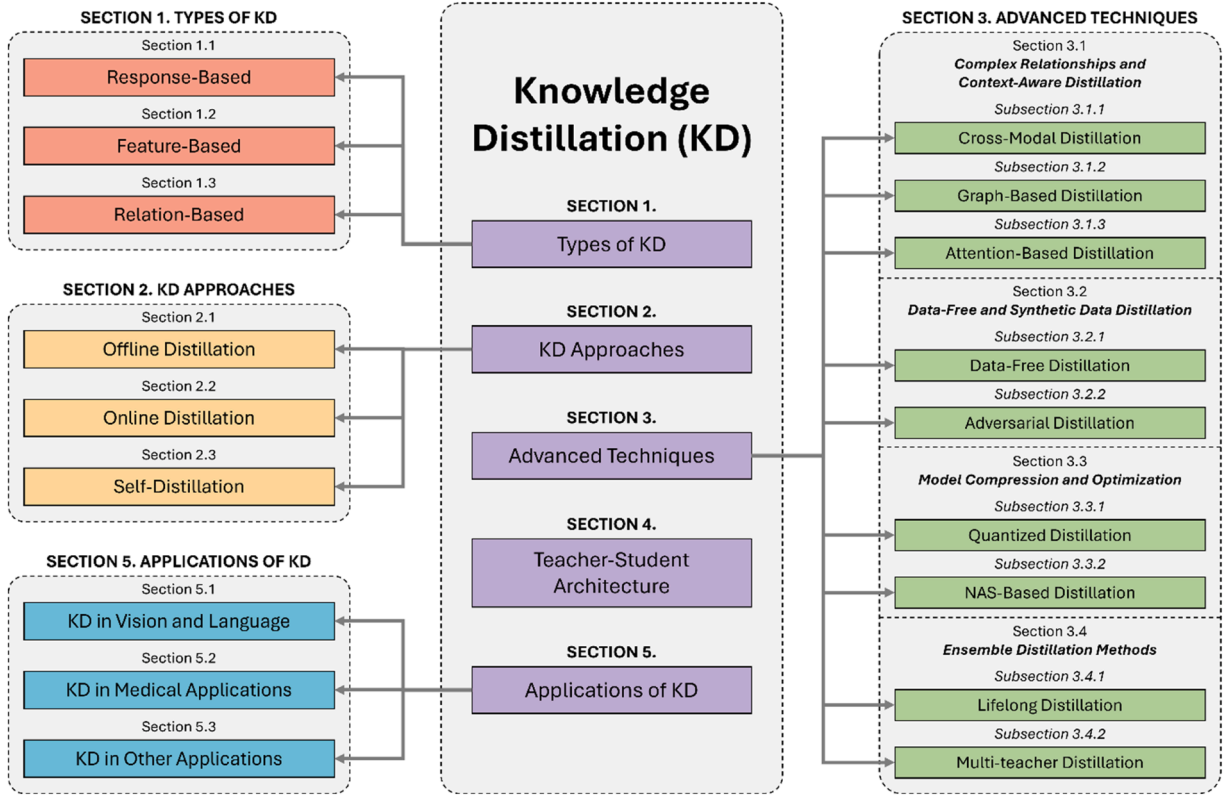 SECTION 1. TYPES OF KD
Section 1.1
Response-Based
Section 1.2
Feature-Based
Section 1.3
Relation-Based
SECTION 2. KD APPROACHES
Section 2.1
Offline Distillation
Section 2.2
Online Distillation
Section 2.3
Self-Distillation
SECTION 5. APPLICATIONS OF KD
Section 5.1
KD in Vision and Language
Section 5.2
KD in Medical Applications
Section 5.3
KD in Other Applications
Knowledge
Distillation (KD)
SECTION 1.
Types of KD
SECTION 2.
KD Approaches
SECTION 3.
Advanced Techniques
SECTION 4.
Teacher-Student
Architecture
SECTION 5.
Applications of KD
SECTION 3. ADVANCED TECHNIQUES
Section 3.1
Complex Relationships and
Context-Aware Distillation
Subsection 3.1.1
Cross-Modal Distillation
Subsection 3.1.2
Graph-Based Distillation
Subsection 3.1.3
Attention-Based Distillation
Section 3.2
Data-Free and Synthetic Data Distillation
Subsection 3.2.1
Data-Free Distillation
Subsection 3.2.2
Adversarial Distillation
Section 3.3
Model Compression and Optimization
Subsection 3.3.1
Quantized Distillation
Subsection 3.3.2
NAS-Based Distillation
Section 3.4
Ensemble Distillation Methods
Subsection 3.4.1
Lifelong Distillation
Subsection 3.4.2
Multi-teacher Distillation